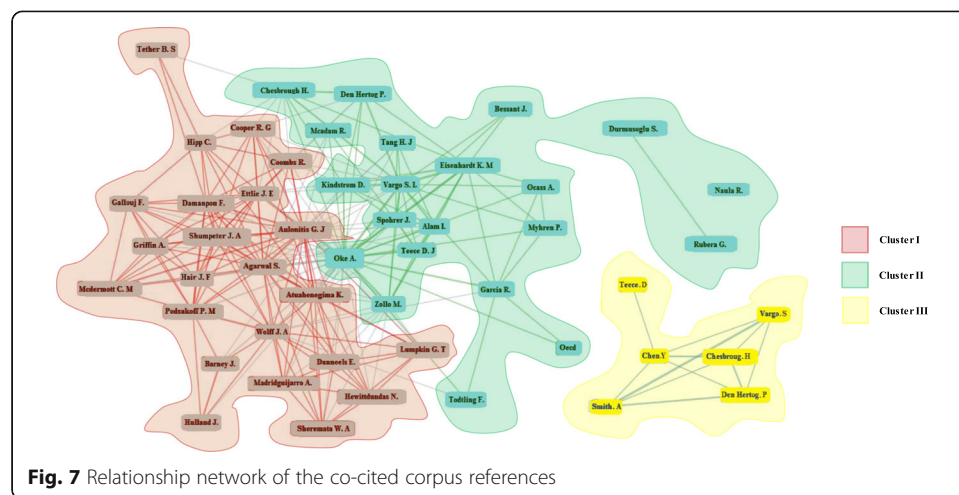 Tether B. S
Chesbrough H.
Den Hertog P.
Bessant J.
Cooper R. G
Mcadam R.
Durmusoglu S.
Hipp C.
Tang H. J
Coombs R.
Eisenhardt K. M
Kindstrom D.
Vargo S. L
Ocass A.
Naula R.
Ettlie J. E
Gallouj F.
Damanpon F.
Spohrer J.
Alam I.
Myhren P.
Aulonitis G. J
Shumpeter J. A
Griffin A.
Teece D. J
Rubera G.
Cluster I
Oke A.
Agarwal S.
Hair J. F
Cluster II
Mcdermott C. M
Atuahenegima K.
Garcia R.
Teece. D
Zollo M.
Podsakoff P. M
Cluster III
Vargo. S
Wolff J. A
Lumpkin G. T
Oecd
Chen.Y
Chesbroug. H
Barney J.
Dunneels E.
Madridguijarro A.
Hewittdundas N.
Todtling F.
Den Hertog. P
Smith. A
Hulland J.
Sheremata W. A
Fig. 7 Relationship network of the co-cited corpus references